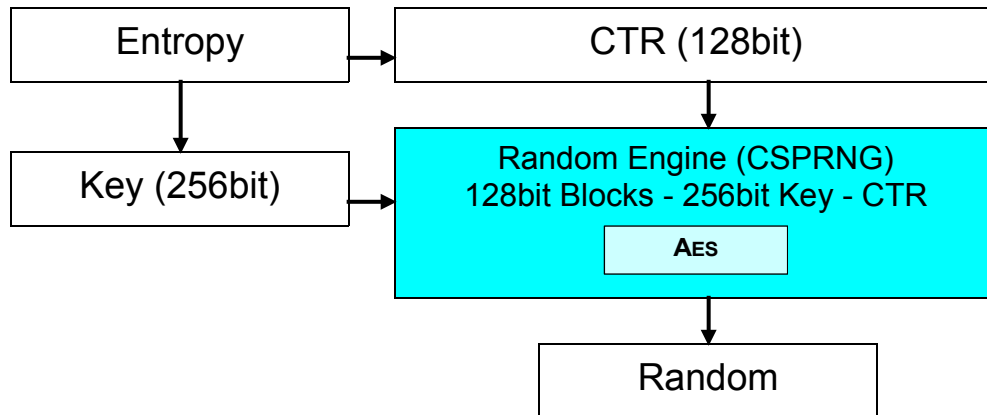 Entropy
CTR (128bit)
Key (256bit)
Random Engine (CSPRNG)
128bit Blocks - 256bit Key - CTR
AES
Random